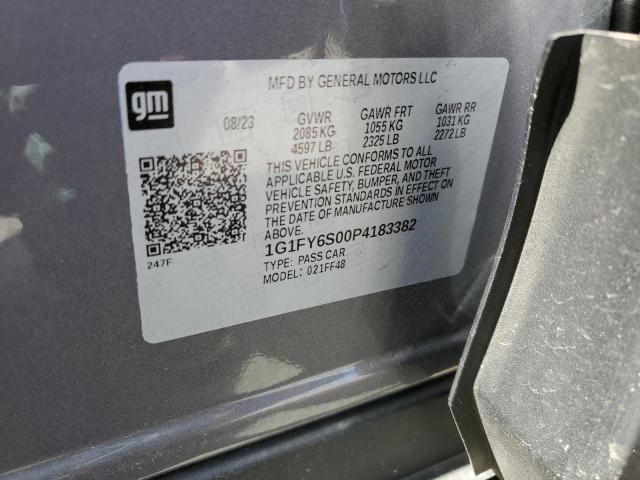 MFD BY GENERAL MOTORS LLC
gm
08/23 GVWR GAWR FRT GAWR RR
2085 KG 1055 KG 1031 KG
4597 LB 2325 LB 2272 LB
THIS VEHICLE CONFORMS TO ALL
APPLICABLE U.S. FEDERAL MOTOR
VEHICLE SAFETY, BUMPER, AND THEFT
PREVENTION STANDARDS IN EFFECT ON
THE DATE OF MANUFACTURE SHOWN
ABOVE.
1G1FY6S00P4183382
TYPE: PASS CAR
MODEL: 021FF48
247F